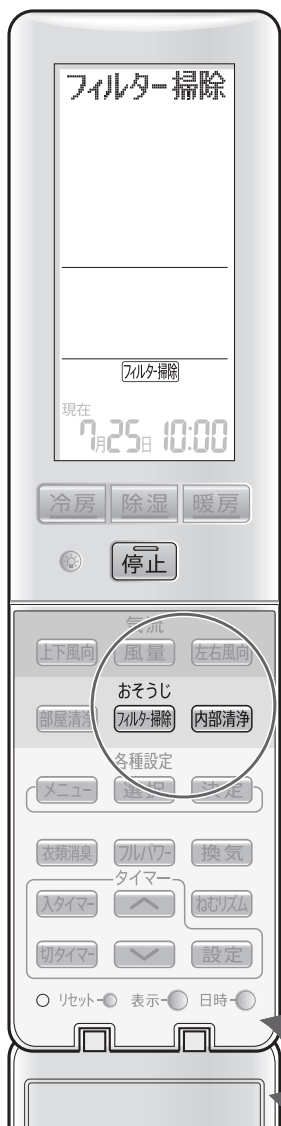 フィルター掃除
フィルタ-掃除
現在
7月25日 10:00
冷房 除湿 暖房
停止
気流
上下風向 風量 左右風向
おそうじ
部屋清浄 フィルタ-掃除 内部清浄
各種設定
メニュー 選択 決定
衣類消臭 フルパワー 換気
タイマー
入タイマー ねむリズム
切タイマー 設定
リセット 表示 日時